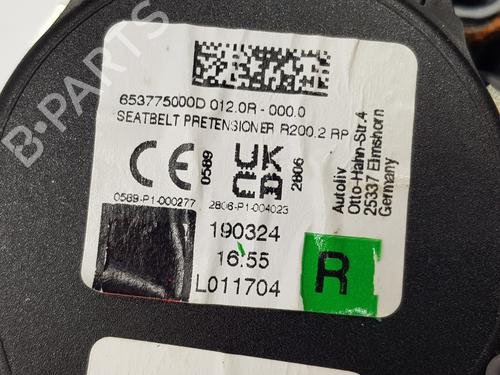 B-PARTS
653775000D 012.0R - 000.0
SEATBELT PRETENSIONER R200.2 RP
CE 0589
UK CA 2806
0589-P1-000277 2806-P1-004023
190324
16:55
L011704
R
Autoliv
Otto-Hahn-Str.4
25337 Elmshorn
Germany